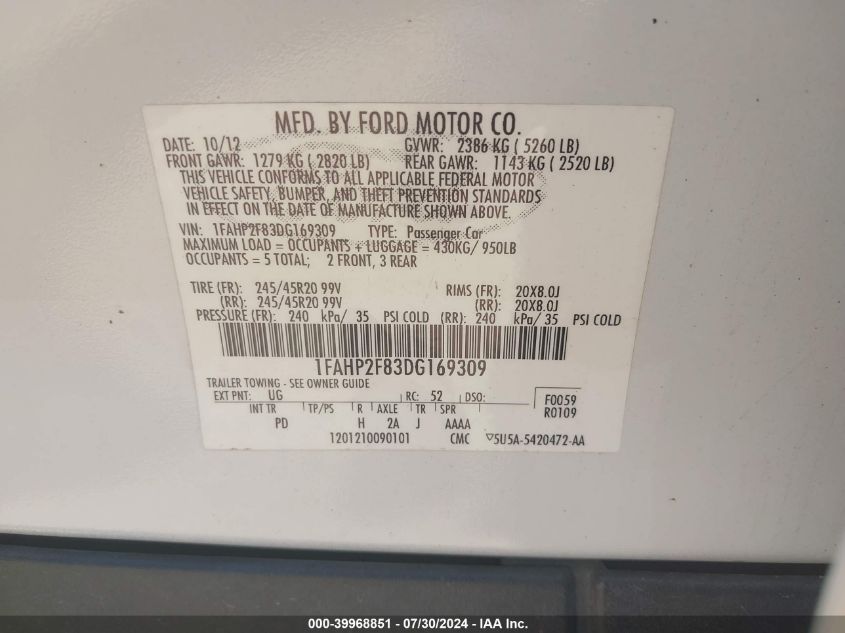 MFD. BY FORD MOTOR CO.
DATE: 10/12 GVWR: 2386 KG ( 5260 LB)
FRONT GAWR: 1279 KG ( 2820 LB) REAR GAWR: 1143 KG ( 2520 LB)
THIS VEHICLE CONFORMS TO ALL APPLICABLE FEDERAL MOTOR
VEHICLE SAFETY, BUMPER, AND THEFT PREVENTION STANDARDS
IN EFFECT ON THE DATE OF MANUFACTURE SHOWN ABOVE.
VIN: 1FAHP2F83DG169309 TYPE: Passenger Car
MAXIMUM LOAD = OCCUPANTS + LUGGAGE = 430KG/ 950LB
OCCUPANTS = 5 TOTAL; 2 FRONT, 3 REAR
TIRE (FR): 245/45R20 99V RIMS (FR): 20X8.0J
(RR): 245/45R20 99V (RR): 20X8.0J
PRESSURE (FR): 240 kPa/ 35 PSI COLD (RR): 240 kPa/ 35 PSI COLD
1FAHP2F83DG169309
TRAILER TOWING - SEE OWNER GUIDE
EXT PNT: UG RC: 52 DSO: F0059
INT TR TP/PS R AXLE TR SPR R0109
PD H 2A J AAAA
1201210090101 CMC ▽5U5A-5420472-AA
000-39968851 / 07/30/2024 - IAA Inc.